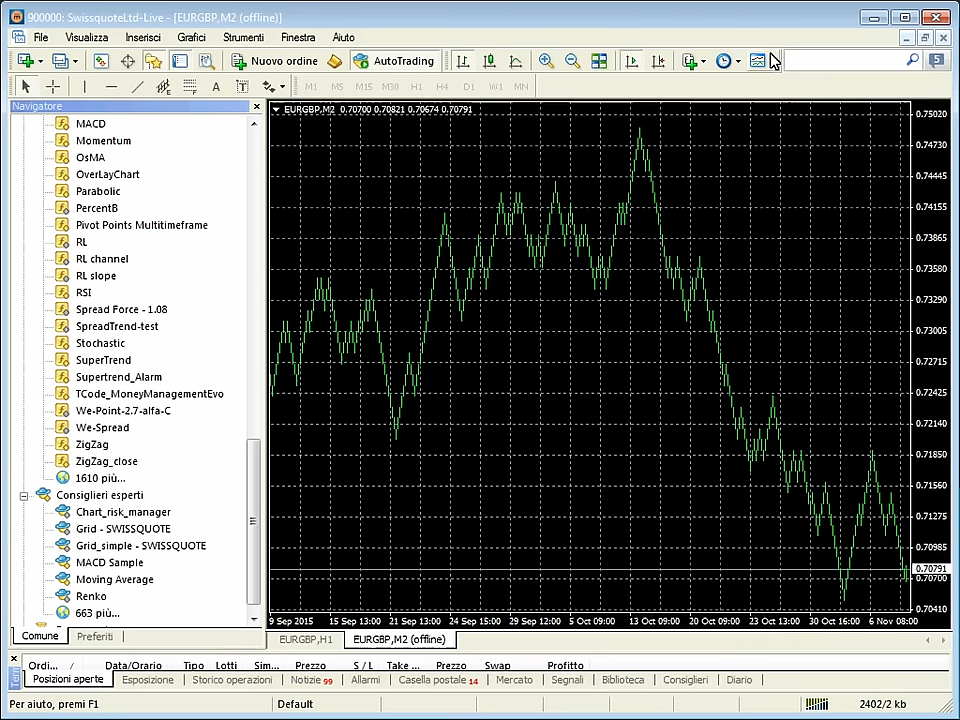 900000: SwissquoteLtd-Live - [EURGBP,M2 (offline)]
File Visualizza Inserisci Grafici Strumenti Finestra Aiuto
Nuovo ordine AutoTrading 5
A T M1 M5 M15 M30 H1 H4 D1 W1 MN
Navigatore
MACD
Momentum
OsMA
OverLayChart
Parabolic
PercentB
Pivot Points Multitimeframe
RL
RL channel
RL slope
RSI
Spread Force - 1.08
SpreadTrend-test
Stochastic
SuperTrend
Supertrend_Alarm
TCode_MoneyManagementEvo
We-Point-2.7-alfa-C
We-Spread
ZigZag
ZigZag_close
1610 più...
Consiglieri esperti
Chart_risk_manager
Grid - SWISSQUOTE
Grid_simple - SWISSQUOTE
MACD Sample
Moving Average
Renko
663 più...
Comune Preferiti
EURGBP,M2 0.70700 0.70821 0.70674 0.70791
0.75020
0.74730
0.74445
0.74155
0.73865
0.73580
0.73290
0.73005
0.72715
0.72425
0.72140
0.71850
0.71560
0.71275
0.70985
0.70791
0.70700
0.70410
9 Sep 2015 15 Sep 13:00 21 Sep 09:00 24 Sep 15:00 29 Sep 12:00 5 Oct 09:00 13 Oct 09:00 20 Oct 09:00 23 Oct 13:00 30 Oct 16:00 6 Nov 08:00
EURGBP,H1 EURGBP,M2 (offline)
Ordi... / Data/Orario Tipo Lotti Sim... Prezzo S / L Take ... Prezzo Swap Profitto
Posizioni aperte Esposizione Storico operazioni Notizie 99 Allarmi Casella postale 14 Mercato Segnali Biblioteca Consiglieri Diario
Per aiuto, premi F1 Default 2402/2 kb